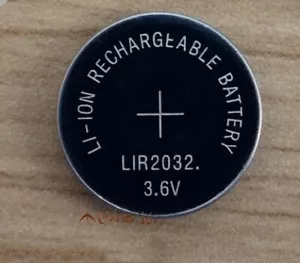 LI-ION RECHARGEABLE BATTERY
LIR2032.
3.6V